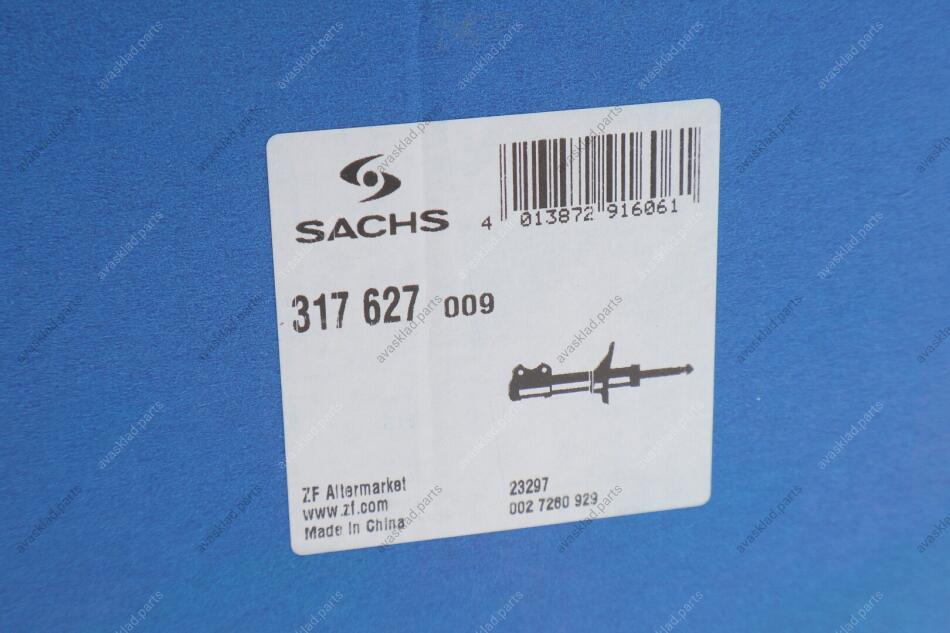 SACHS
4 013872 916061
317 627 009
ZF Aftermarket
www.zf.com
Made in China
23297
002 7260 929
avasklad.parts